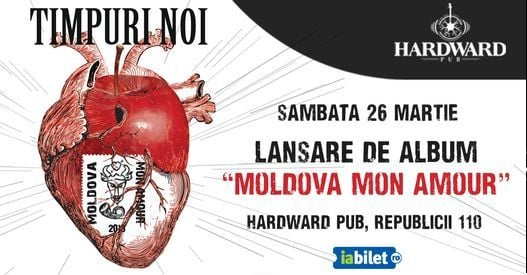 TIMPURI NOI
HARDWARD
PUB
SAMBATA 26 MARTIE
LANSARE DE ALBUM
"MOLDOVA MON AMOUR"
HARDWARD PUB, REPUBLICII 110
iabilet ro
MOLDOVA
MON AMOUR
2013